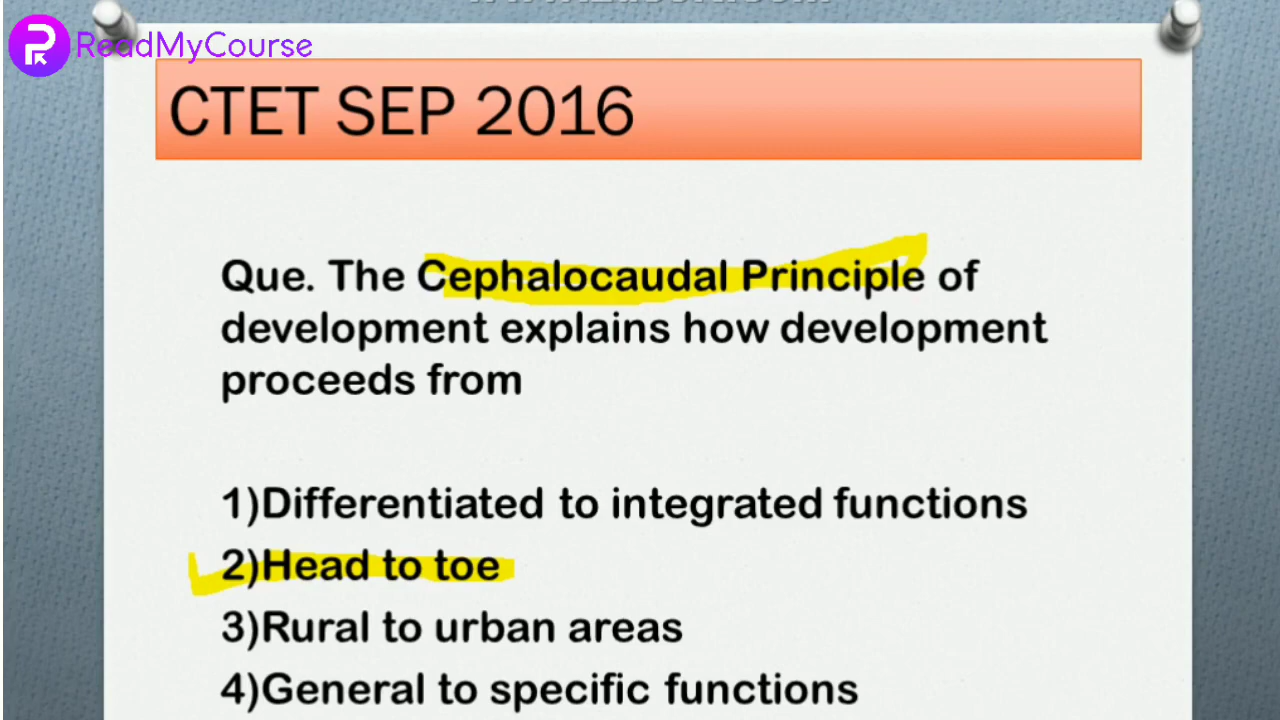 ReadMyCourse
CTET SEP 2016
Que. The Cephalocaudal Principle of
development explains how development
proceeds from
1)Differentiated to integrated functions
2)Head to toe
3)Rural to urban areas
4)General to specific functions